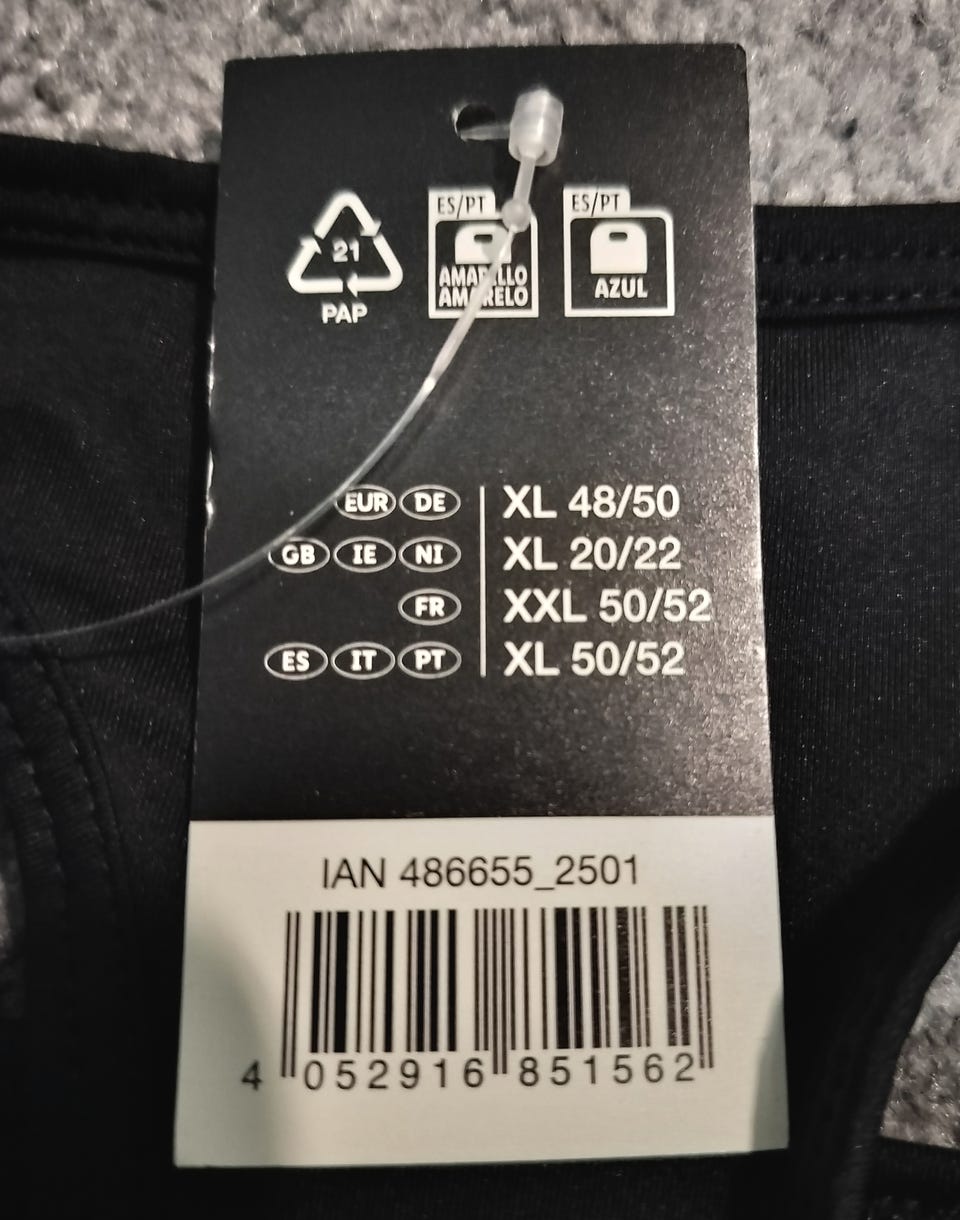 21
PAP
ES/PT
AMARILLO
AMARELO
ES/PT
AZUL
EUR DE XL 48/50
GB IE NI XL 20/22
FR XXL 50/52
ES IT PT XL 50/52
IAN 486655_2501
4 052916 851562